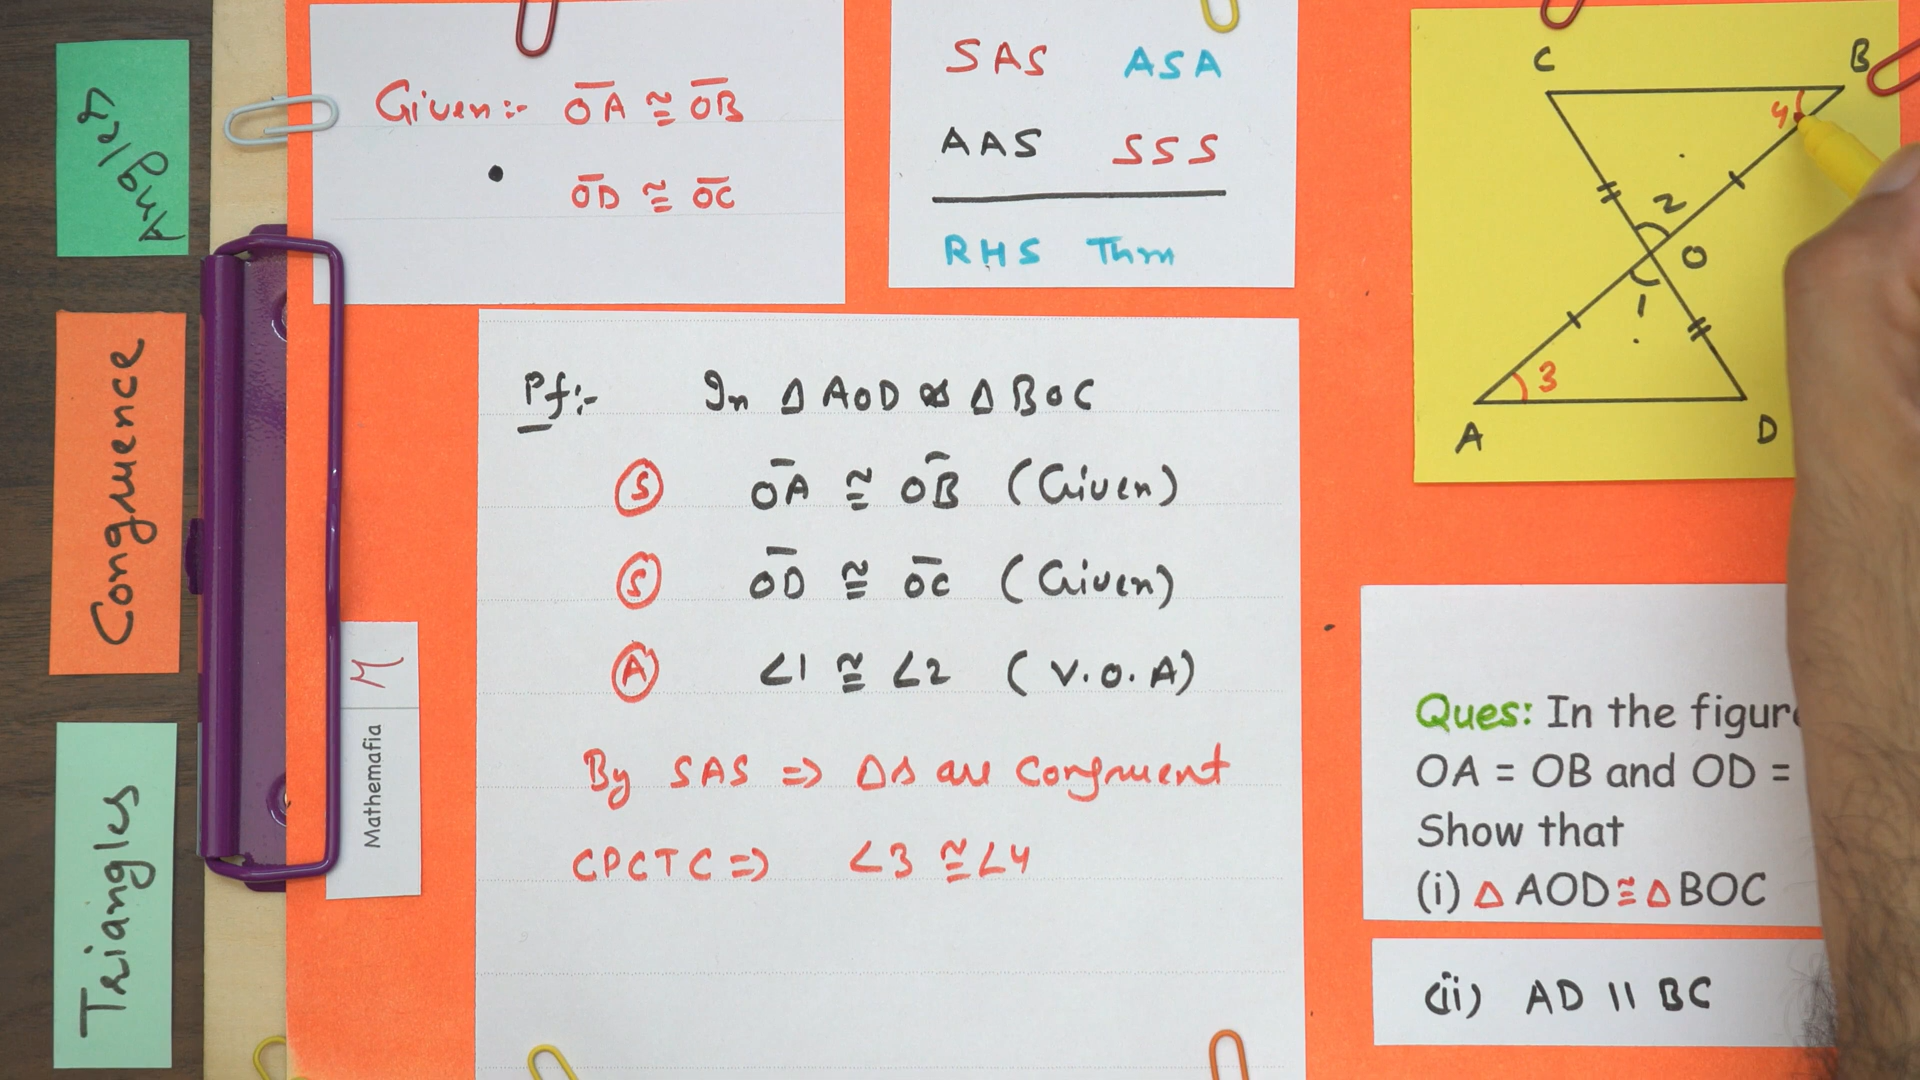 Angles
Congruence
Triangles
M
Mathemafia
Given:- OA ≅ OB
OD ≅ OC
SAS ASA
AAS SSS
RHS Thm
Pf:- In Δ AOD & Δ BOC
S OA ≅ OB (Given)
S OD ≅ OC (Given)
A ∠1 ≅ ∠2 (V.O.A)
By SAS ⇒ Δs are Congruent
CPCTC ⇒ ∠3 ≅ ∠4
C B
4
2
O
1
3
A D
Ques: In the figure
OA = OB and OD =
Show that
(i) Δ AOD ≅ Δ BOC
(ii) AD || BC